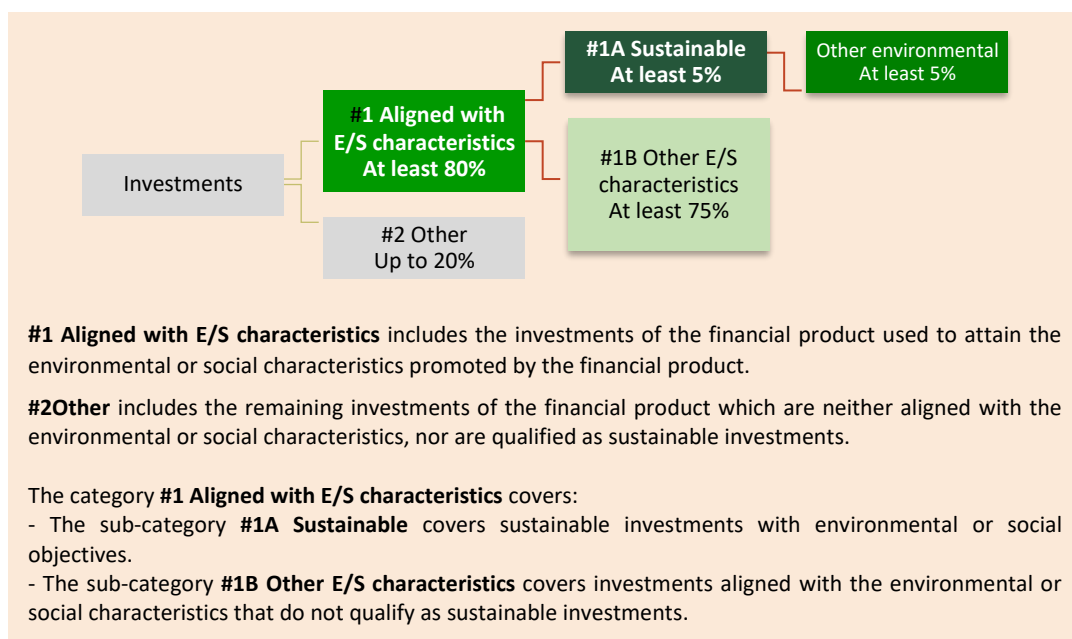 #1A Sustainable
At least 5%
Other environmental
At least 5%
#1 Aligned with
E/S characteristics
At least 80%
#1B Other E/S
characteristics
At least 75%
Investments
#2 Other
Up to 20%
#1 Aligned with E/S characteristics includes the investments of the financial product used to attain the
environmental or social characteristics promoted by the financial product.
#2Other includes the remaining investments of the financial product which are neither aligned with the
environmental or social characteristics, nor are qualified as sustainable investments.
The category #1 Aligned with E/S characteristics covers:
- The sub-category #1A Sustainable covers sustainable investments with environmental or social
objectives.
- The sub-category #1B Other E/S characteristics covers investments aligned with the environmental or
social characteristics that do not qualify as sustainable investments.